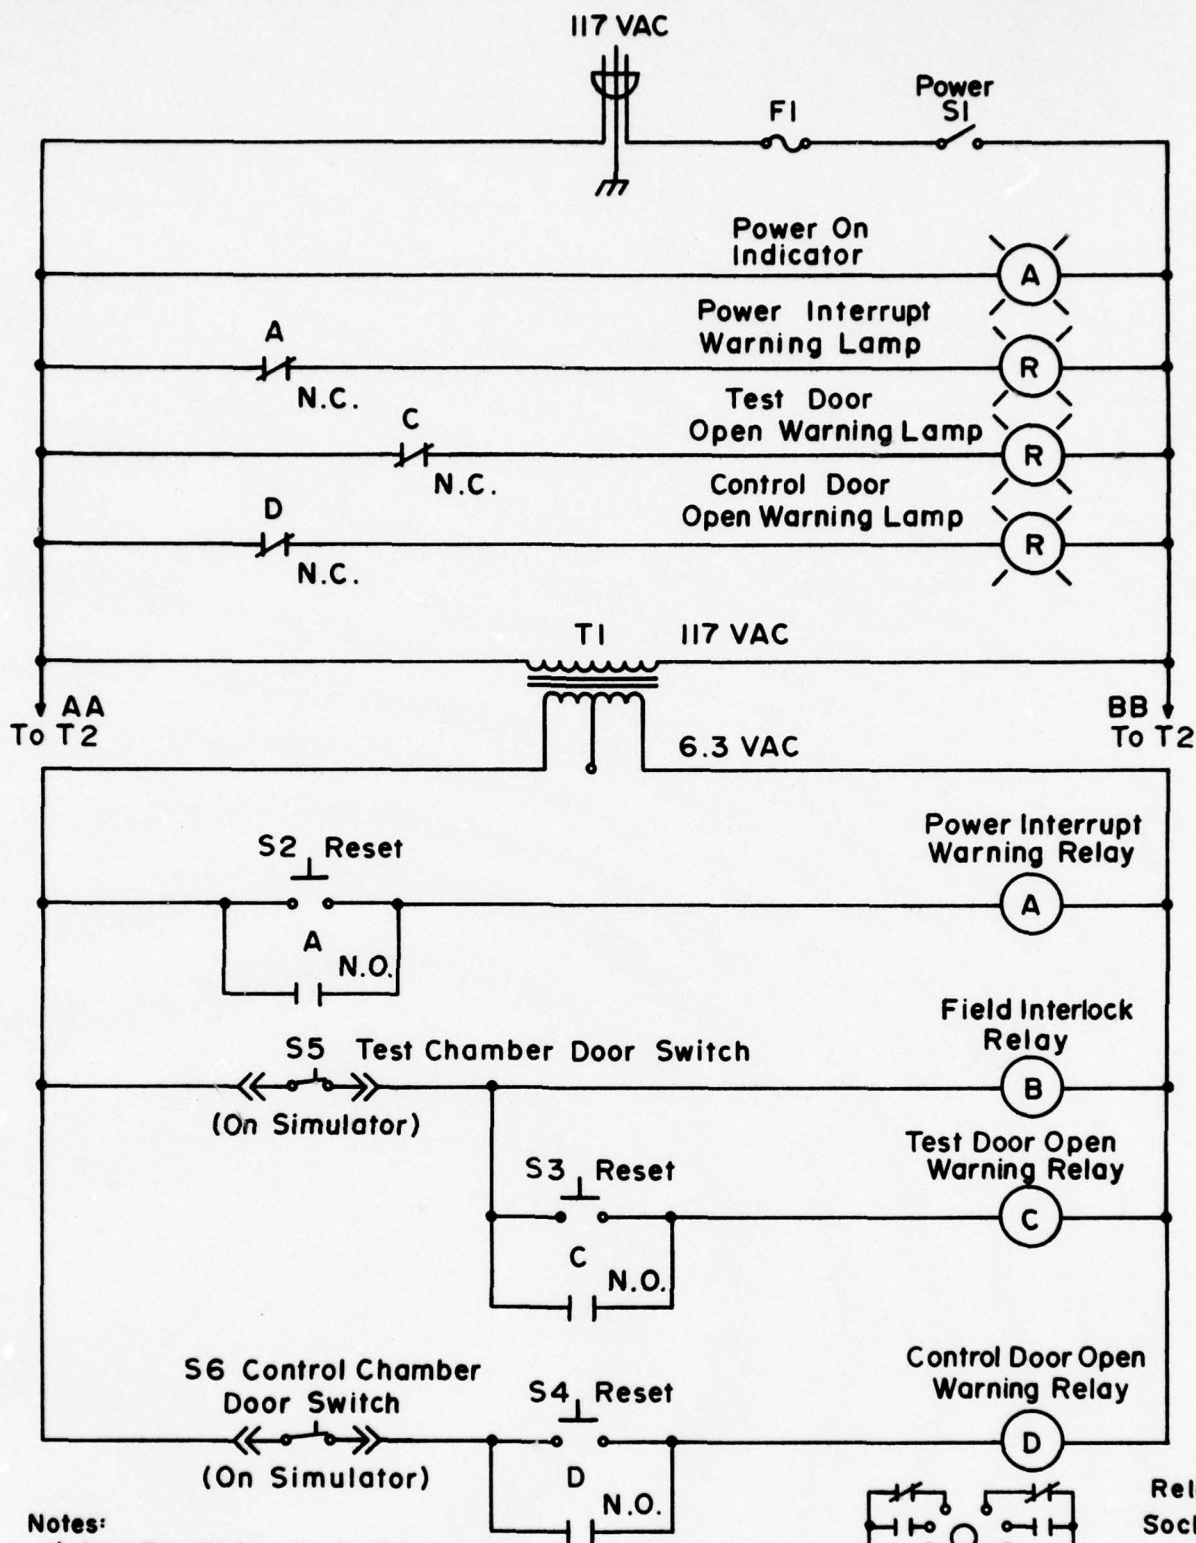 117 VAC
F1
Power
S1
Power On
Indicator
A
Power Interrupt
Warning Lamp
A
N.C.
R
Test Door
Open Warning Lamp
C
N.C.
R
Control Door
Open Warning Lamp
D
N.C.
R
T1 117 VAC
AA
To T2
BB
To T2
6.3 VAC
S2 Reset
A
N.O.
Power Interrupt
Warning Relay
A
Field Interlock
Relay
S5 Test Chamber Door Switch
(On Simulator)
B
Test Door Open
Warning Relay
S3 Reset
C
N.O.
C
S6 Control Chamber
Door Switch
(On Simulator)
S4 Reset
D
N.O.
Control Door Open
Warning Relay
D
Notes: